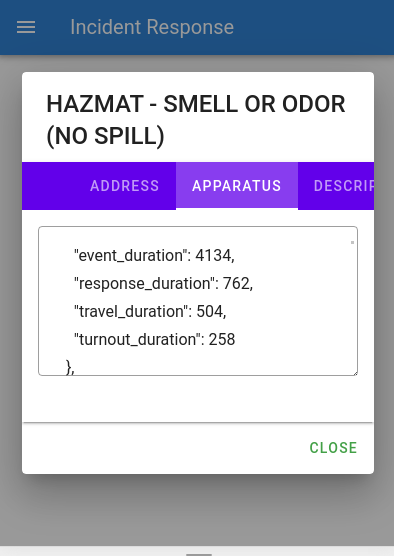 Incident Response
HAZMAT - SMELL OR ODOR
(NO SPILL)
ADDRESS APPARATUS DESCRIP
"event_duration": 4134,
"response_duration": 762,
"travel_duration": 504,
"turnout_duration": 258
},
CLOSE